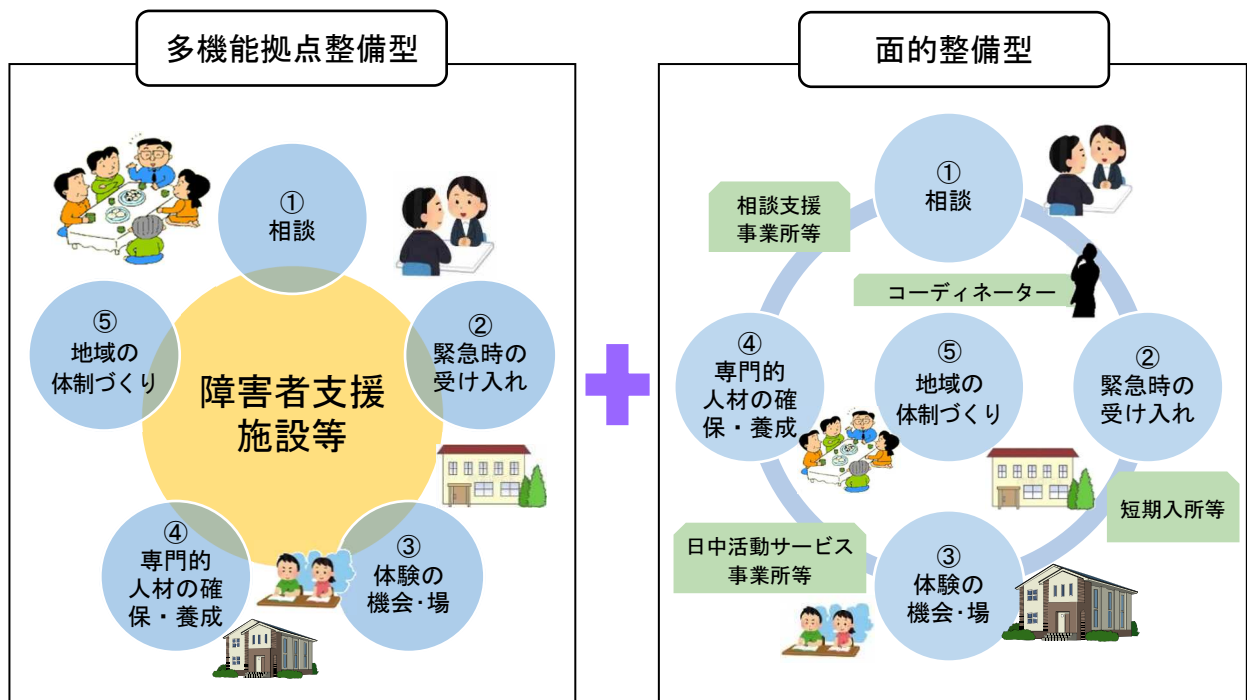 多機能拠点整備型
①
相談
②
緊急時の
受け入れ
③
体験の
機会・場
④
専門的
人材の確
保・養成
⑤
地域の
体制づくり
障害者支援
施設等
面的整備型
①
相談
相談支援
事業所等
コーディネーター
②
緊急時の
受け入れ
短期入所等
③
体験の
機会・場
日中活動サービス
事業所等
④
専門的
人材の確
保・養成
⑤
地域の
体制づくり